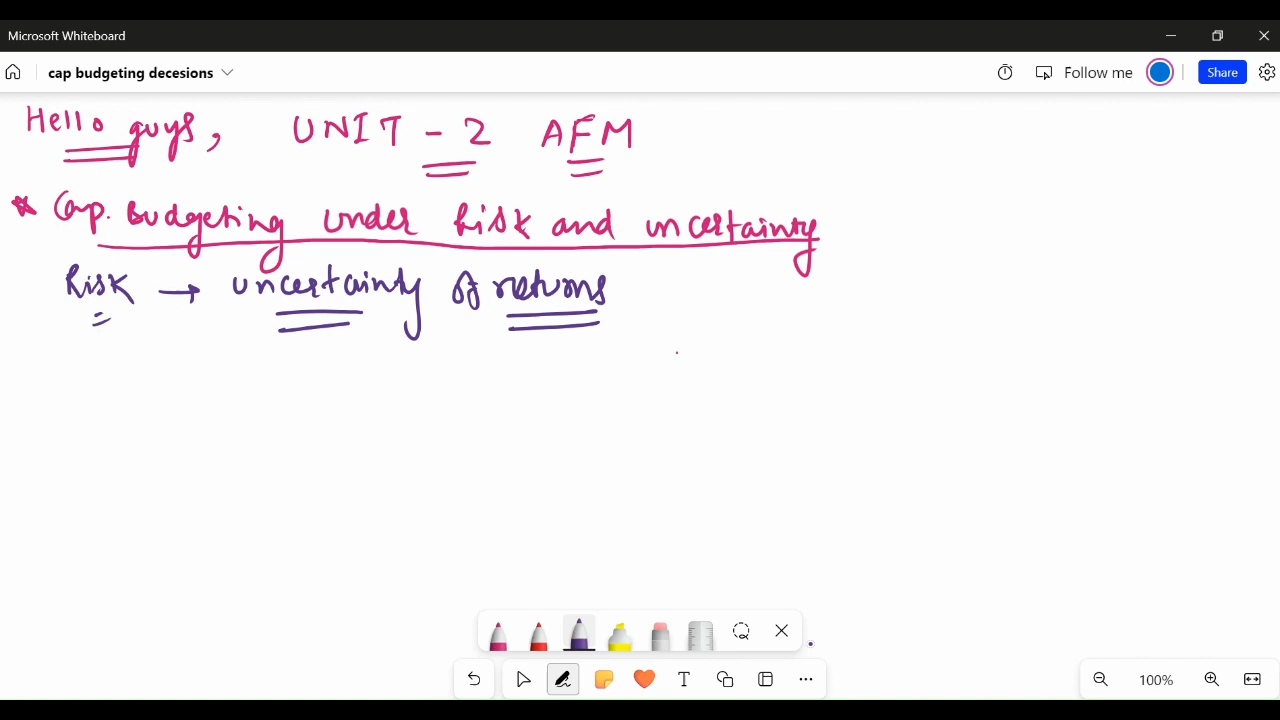 Microsoft Whiteboard
cap budgeting decesions
Follow me
Share
Hello guys, UNIT - 2 AFM
* Cap. Budgeting under Risk and uncertainty
Risk → uncertainty of returns
T
100%